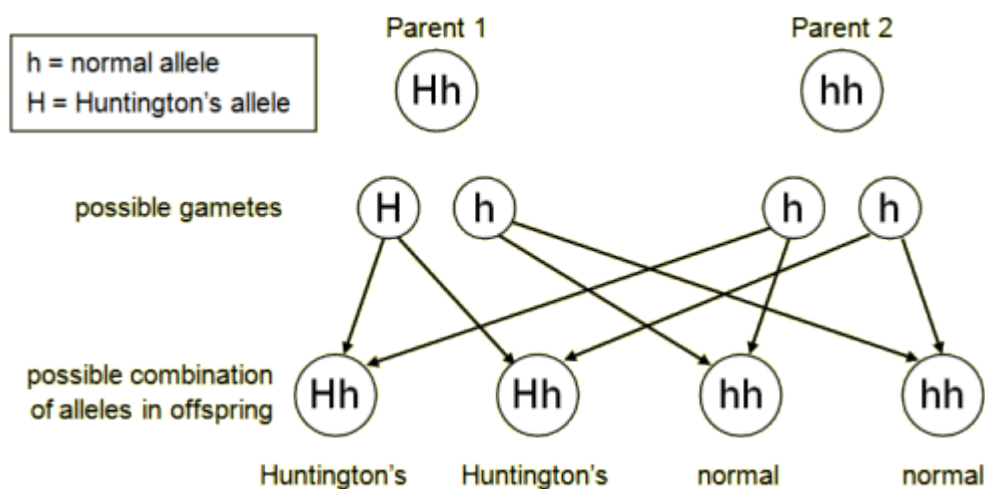 Parent 1
Parent 2
h = normal allele
H = Huntington's allele
Hh
hh
possible gametes
H
h
h
h
possible combination
of alleles in offspring
Hh
Hh
hh
hh
Huntington's
Huntington's
normal
normal